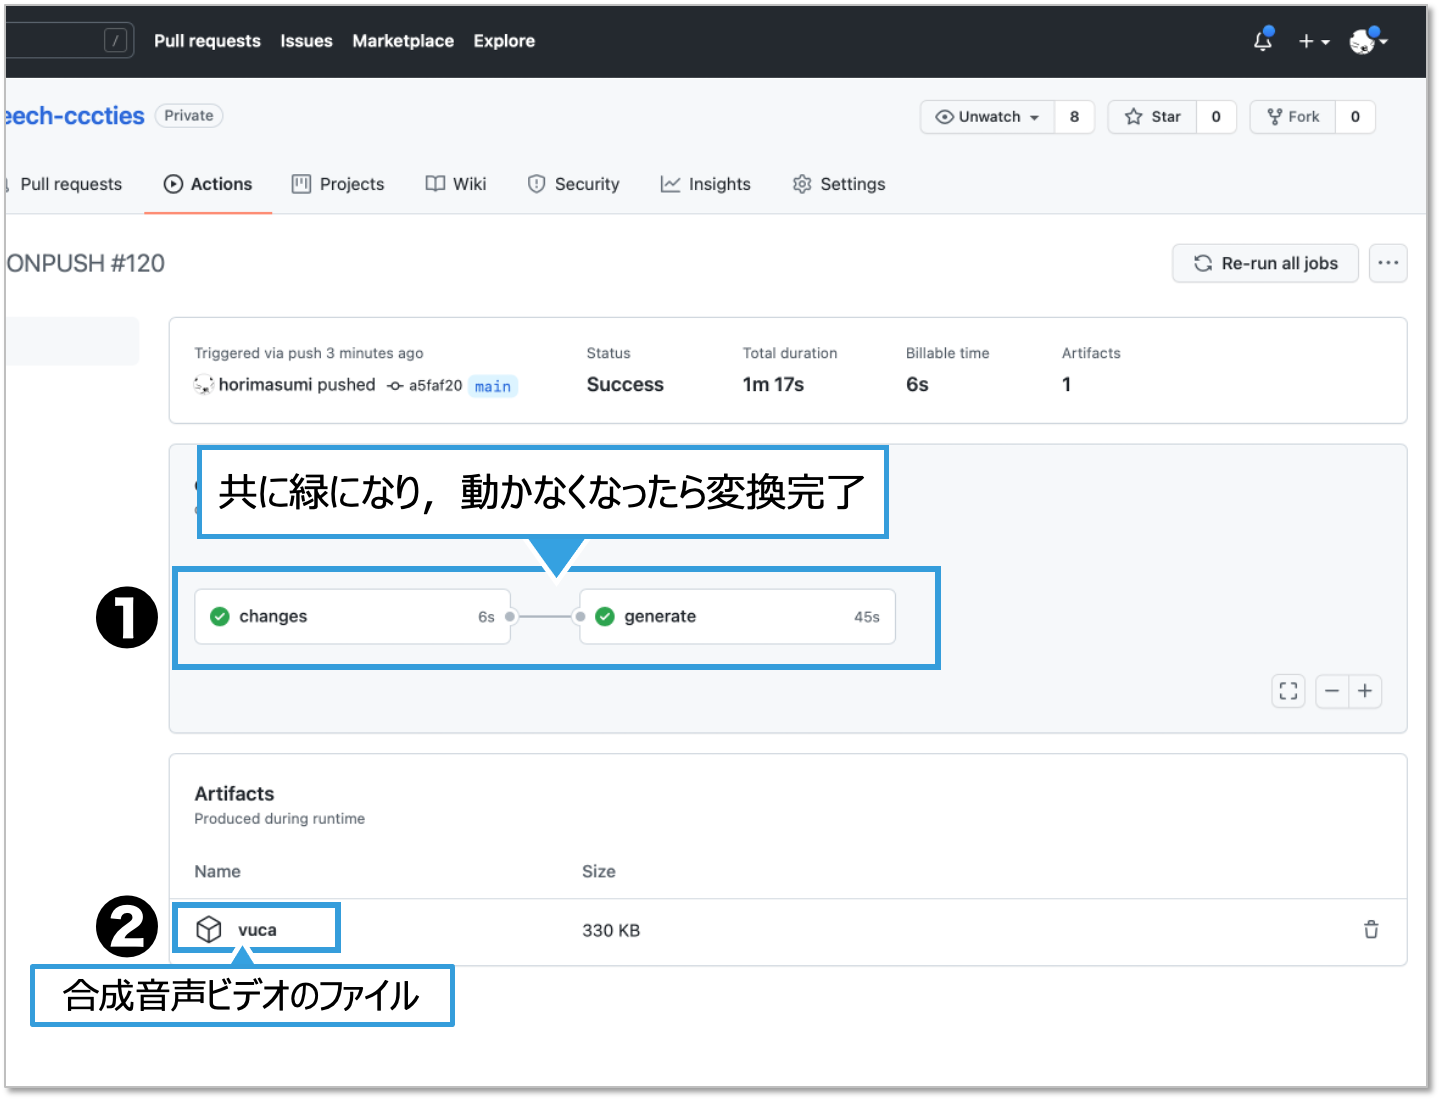 / Pull requests Issues Marketplace Explore
eech-cccties Private Unwatch 8 Star 0 Fork 0
Pull requests Actions Projects Wiki Security Insights Settings
ONPUSH #120 Re-run all jobs
Triggered via push 3 minutes ago Status Total duration Billable time Artifacts
horimasumi pushed a5faf20 main Success 1m 17s 6s 1
共に緑になり，動かなくなったら変換完了
❶ changes 6s generate 45s
Artifacts
Produced during runtime
Name Size
❷ vuca 330 KB
合成音声ビデオのファイル